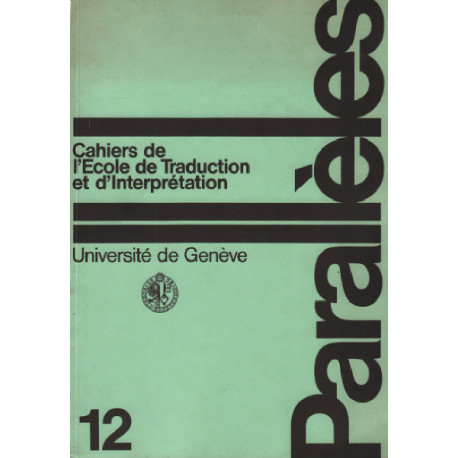 Parallèles
Cahiers de
l'Ecole de Traduction
et d'Interprétation
Université de Genève
12